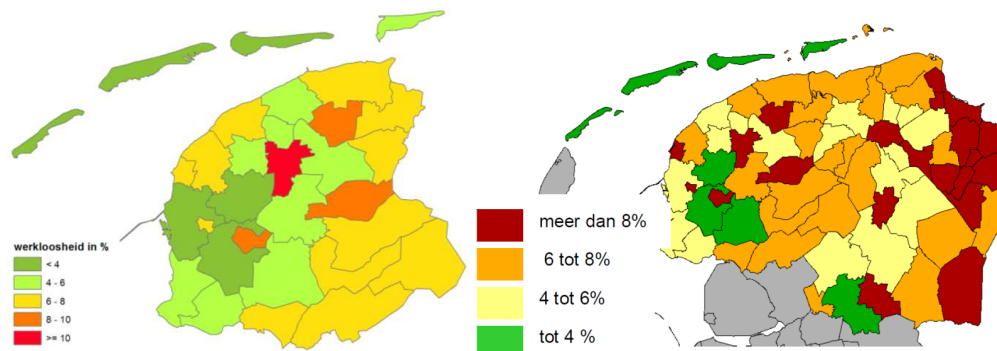 werkloosheid in %
< 4
4 - 6
6 - 8
8 - 10
>= 10
meer dan 8%
6 tot 8%
4 tot 6%
tot 4 %